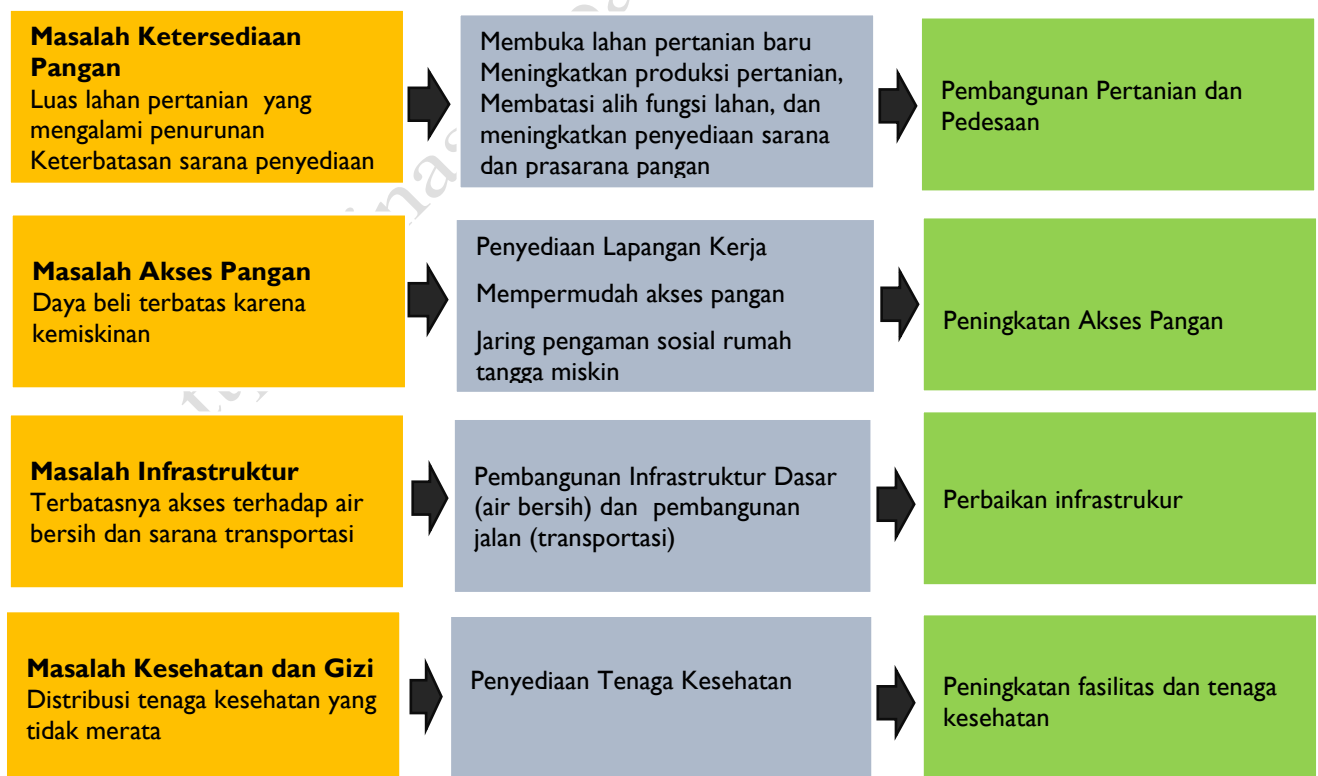 Masalah Ketersediaan
Pangan
Luas lahan pertanian yang
mengalami penurunan
Keterbatasan sarana penyediaan
Membuka lahan pertanian baru
Meningkatkan produksi pertanian,
Membatasi alih fungsi lahan, dan
meningkatkan penyediaan sarana
dan prasarana pangan
Pembangunan Pertanian dan
Pedesaan
Masalah Akses Pangan
Daya beli terbatas karena
kemiskinan
Penyediaan Lapangan Kerja
Mempermudah akses pangan
Jaring pengaman sosial rumah
tangga miskin
Peningkatan Akses Pangan
Masalah Infrastruktur
Terbatasnya akses terhadap air
bersih dan sarana transportasi
Pembangunan Infrastruktur Dasar
(air bersih) dan pembangunan
jalan (transportasi)
Perbaikan infrastrukur
Masalah Kesehatan dan Gizi
Distribusi tenaga kesehatan yang
tidak merata
Penyediaan Tenaga Kesehatan
Peningkatan fasilitas dan tenaga
kesehatan